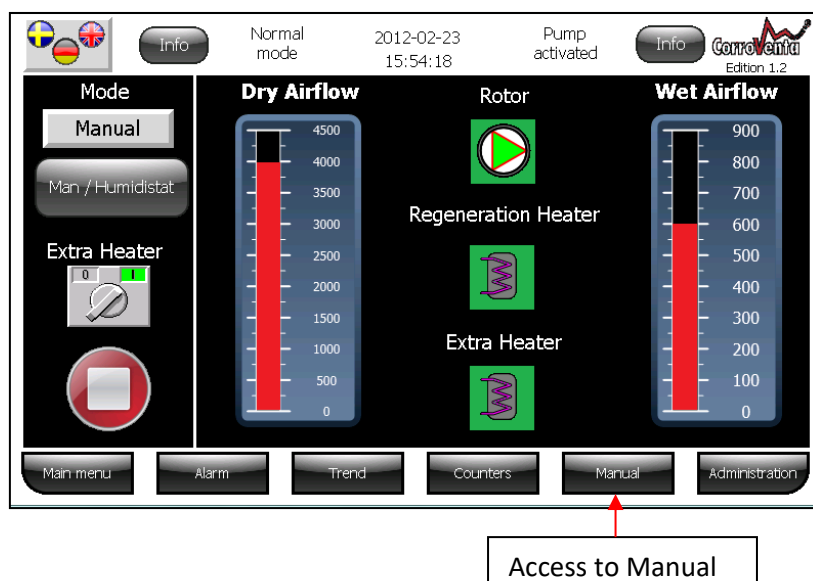 Info
Normal
mode
2012-02-23
15:54:18
Pump
activated
Info
CorroVenta
Edition 1.2
Mode
Manual
Man / Humidistat
Extra Heater
0 I
Dry Airflow
4500
4000
3500
3000
2500
2000
1500
1000
500
0
Rotor
Regeneration Heater
Extra Heater
Wet Airflow
900
800
700
600
500
400
300
200
100
0
Main menu
Alarm
Trend
Counters
Manual
Administration
Access to Manual